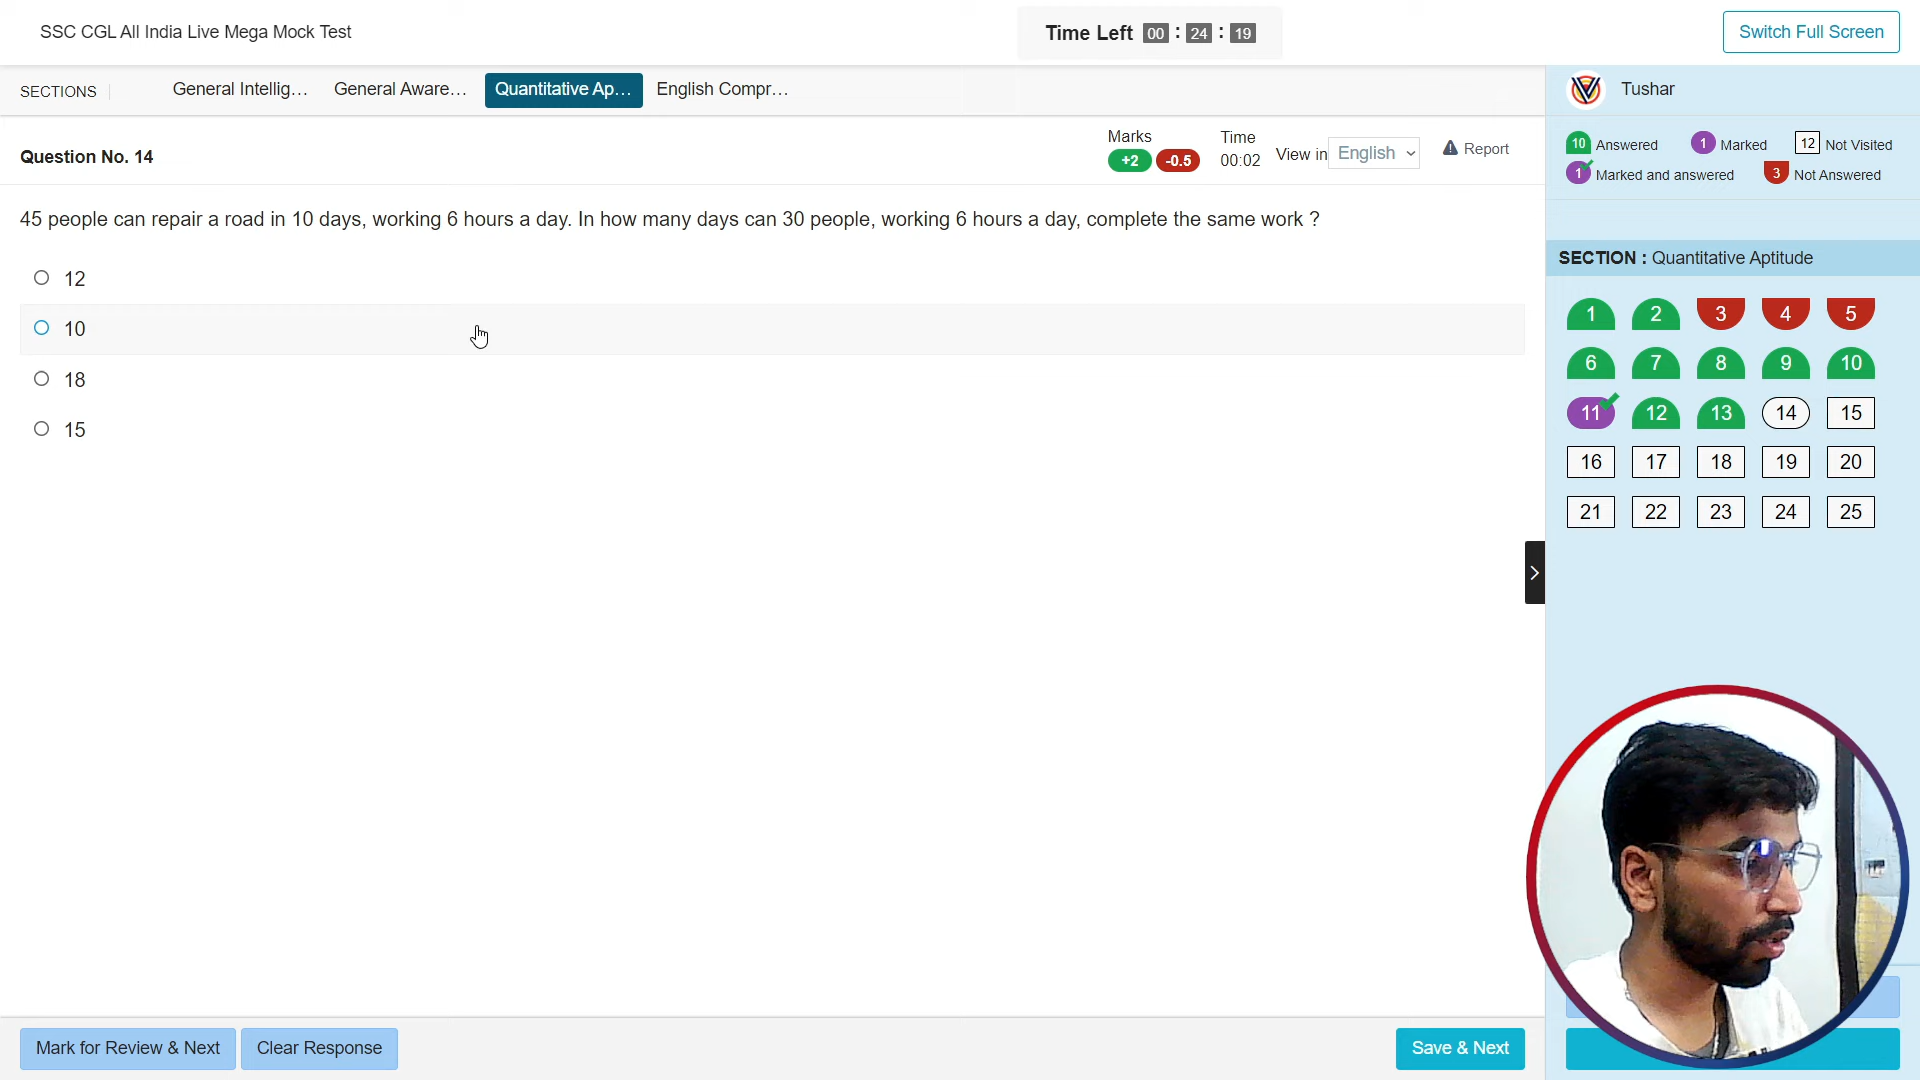 SSC CGL All India Live Mega Mock Test
Time Left 00 : 24 : 19
Switch Full Screen
SECTIONS
General Intellig...
General Aware...
Quantitative Ap...
English Compr...
Tushar
Question No. 14
Marks
+2 -0.5
Time
00:02
View in English
Report
10 Answered
1 Marked
12 Not Visited
1 Marked and answered
3 Not Answered
45 people can repair a road in 10 days, working 6 hours a day. In how many days can 30 people, working 6 hours a day, complete the same work ?
12
10
18
15
SECTION : Quantitative Aptitude
1 2 3 4 5
6 7 8 9 10
11 12 13 14 15
16 17 18 19 20
21 22 23 24 25
Mark for Review & Next
Clear Response
Save & Next